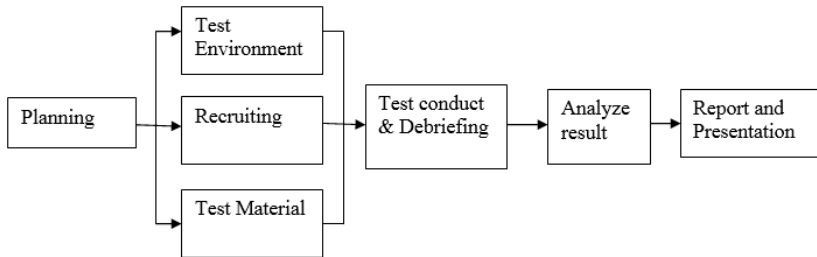 Planning
Test
Environment
Recruiting
Test Material
Test conduct
& Debriefing
Analyze
result
Report and
Presentation